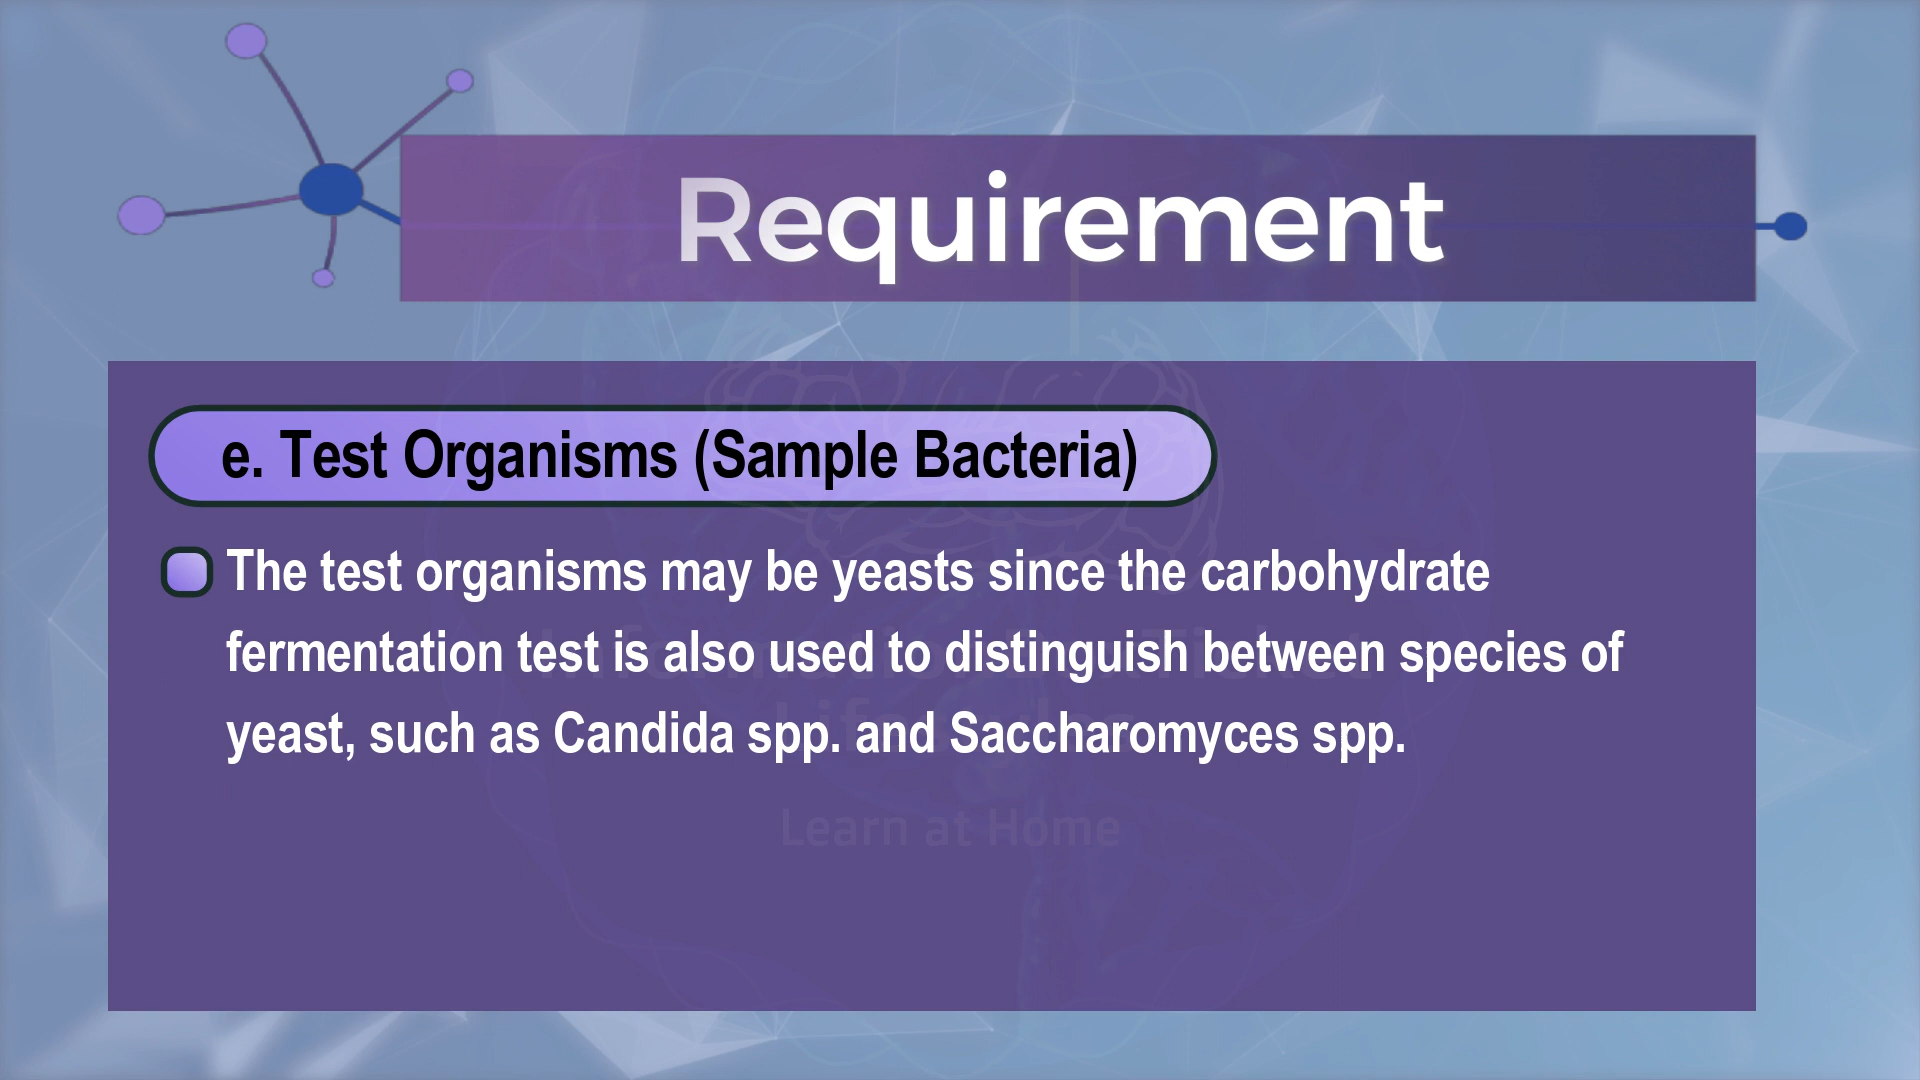 Requirement
e. Test Organisms (Sample Bacteria)
The test organisms may be yeasts since the carbohydrate
fermentation test is also used to distinguish between species of
yeast, such as Candida spp. and Saccharomyces spp.
Learn at Home